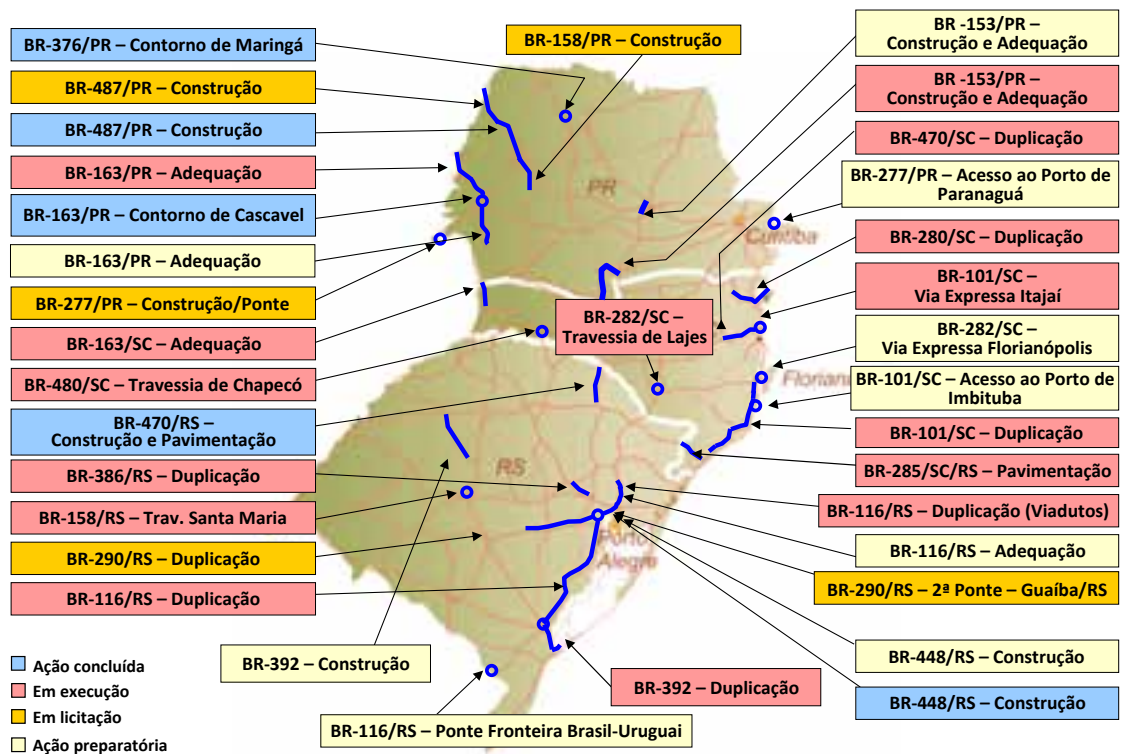 BR-376/PR – Contorno de Maringá
BR-487/PR – Construção
BR-487/PR – Construção
BR-163/PR – Adequação
BR-163/PR – Contorno de Cascavel
BR-163/PR – Adequação
BR-277/PR – Construção/Ponte
BR-163/SC – Adequação
BR-480/SC – Travessia de Chapecó
BR-470/RS –
Construção e Pavimentação
BR-386/RS – Duplicação
BR-158/RS – Trav. Santa Maria
BR-290/RS – Duplicação
BR-116/RS – Duplicação
BR-392 – Construção
BR-116/RS – Ponte Fronteira Brasil-Uruguai
BR-392 – Duplicação
BR-158/PR – Construção
BR-282/SC –
Travessia de Lajes
PR
Curitiba
Florian
RS
Porto
Alegre
BR -153/PR –
Construção e Adequação
BR -153/PR –
Construção e Adequação
BR-470/SC – Duplicação
BR-277/PR – Acesso ao Porto de
Paranaguá
BR-280/SC – Duplicação
BR-101/SC –
Via Expressa Itajaí
BR-282/SC –
Via Expressa Florianópolis
BR-101/SC – Acesso ao Porto de
Imbituba
BR-101/SC – Duplicação
BR-285/SC/RS – Pavimentação
BR-116/RS – Duplicação (Viadutos)
BR-116/RS – Adequação
BR-290/RS – 2ª Ponte – Guaíba/RS
BR-448/RS – Construção
BR-448/RS – Construção
Ação concluída
Em execução
Em licitação
Ação preparatória